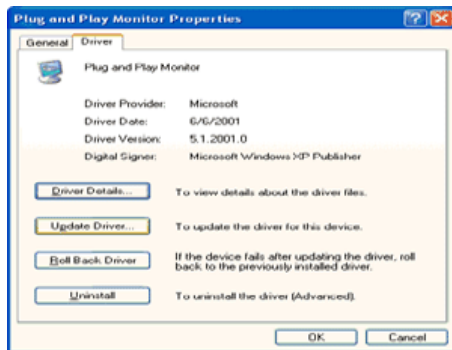 Plug and Play Monitor Properties
General Driver
Plug and Play Monitor
Driver Provider: Microsoft
Driver Date: 6/6/2001
Driver Version: 5.1.2001.0
Digital Signer: Microsoft Windows XP Publisher
Driver Details... To view details about the driver files.
Update Driver... To update the driver for this device.
Roll Back Driver If the device fails after updating the driver, roll
back to the previously installed driver.
Uninstall To uninstall the driver (Advanced).
OK Cancel